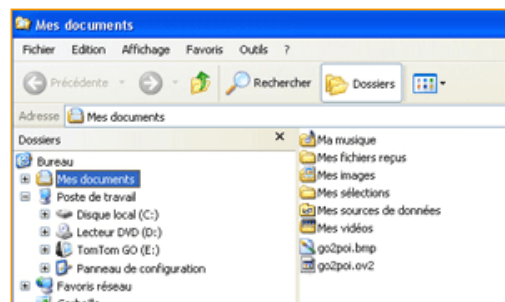 Mes documents
Fichier Edition Affichage Favoris Outils ?
Précédente Rechercher Dossiers
Adresse Mes documents
Dossiers
Bureau
Mes documents
Poste de travail
Disque local (C:)
Lecteur DVD (D:)
TomTom GO (E:)
Panneau de configuration
Favoris réseau
Corbeille
Ma musique
Mes fichiers reçus
Mes images
Mes sélections
Mes sources de données
Mes vidéos
go2poi.bmp
go2poi.ov2